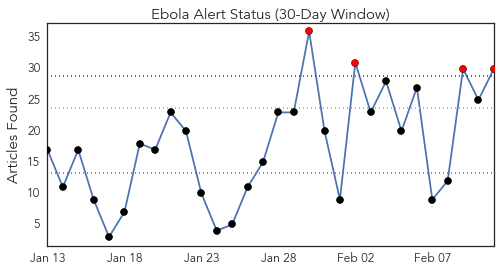 Ebola Alert Status (30-Day Window)
Articles Found
35
30
25
20
15
10
5
Jan 13
Jan 18
Jan 23
Jan 28
Feb 02
Feb 07